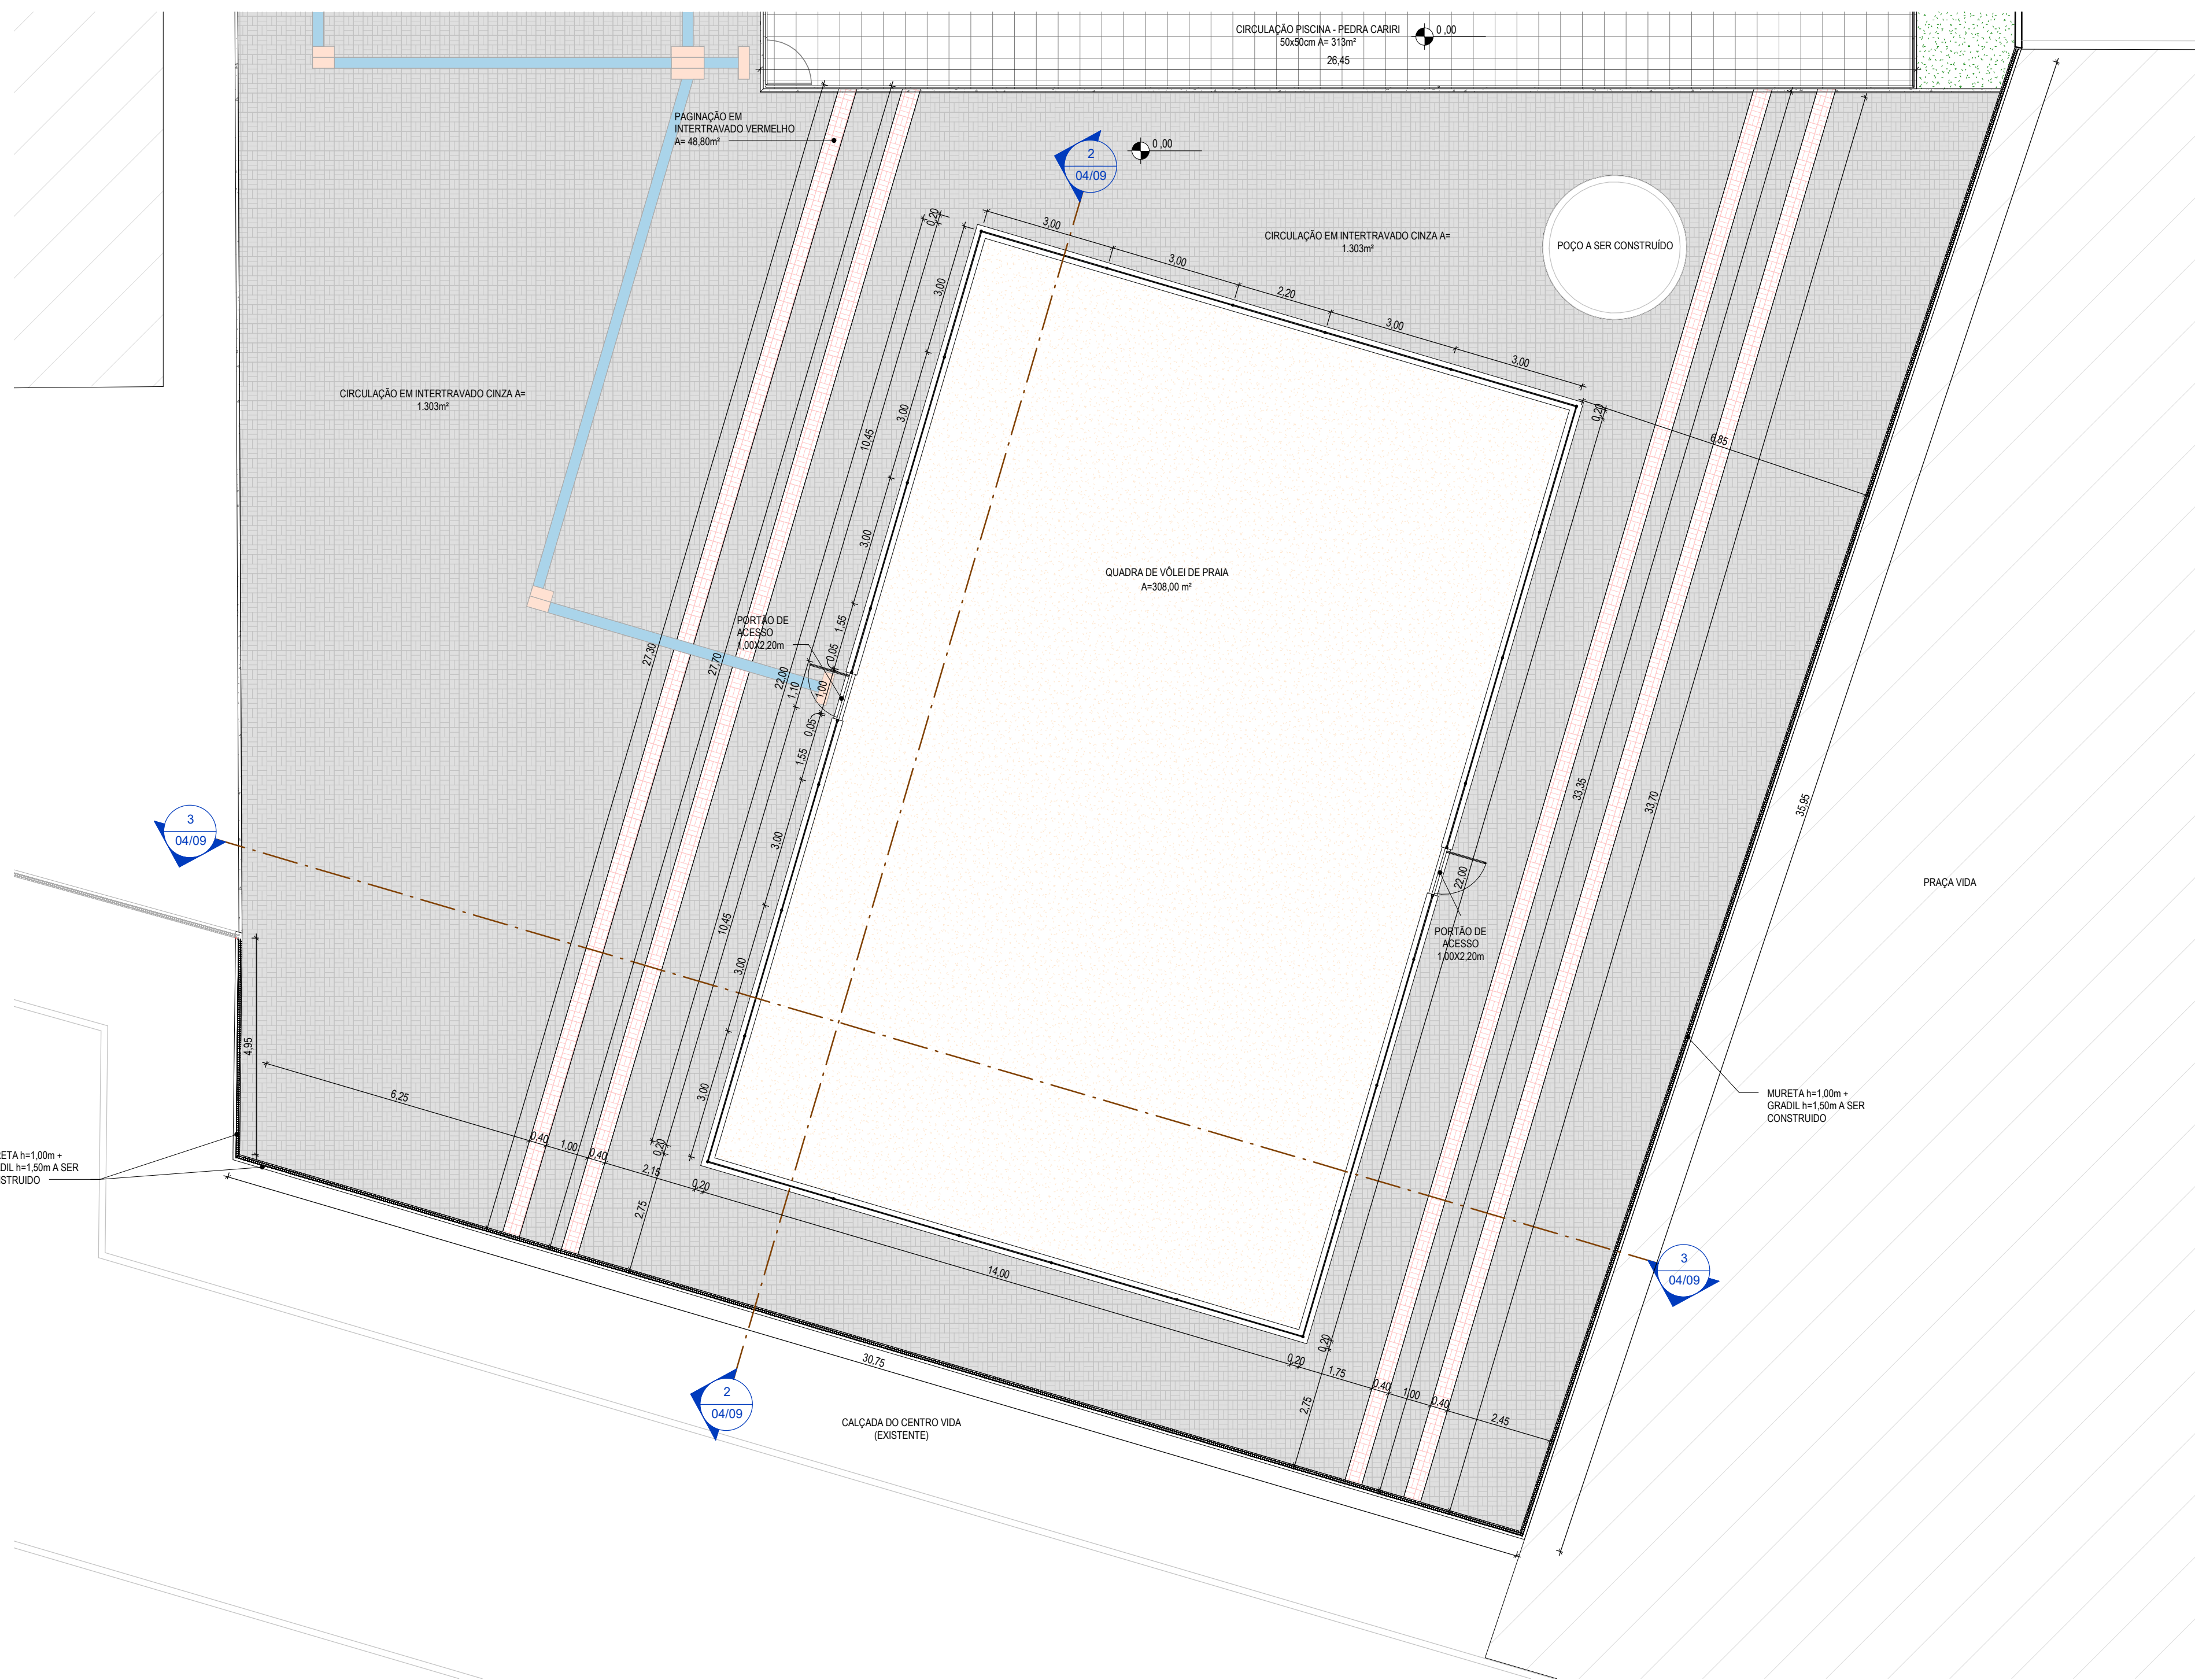 CIRCULAÇÃO PISCINA - PEDRA CARIRI
50x50cm A= 313m²
0 ,00
26,45
PAGINAÇÃO EM
INTERTRAVADO VERMELHO
A= 48,80m²
2
04/09
0 ,00
0,20
3,00
3,00
2,20
3,00
3,00
CIRCULAÇÃO EM INTERTRAVADO CINZA A=
1.303m²
POÇO A SER CONSTRUÍDO
3,00
3,00
3,00
10,45
0,20
6,85
CIRCULAÇÃO EM INTERTRAVADO CINZA A=
1.303m²
QUADRA DE VÔLEI DE PRAIA
A=308,00 m²
PORTÃO DE
ACESSO
1,00X2,20m
1,55
0,05
27,30
27,70
22,00
1,10
1,00
0,05
1,55
3,00
33,35
33,70
35,95
3
04/09
22,00
PRAÇA VIDA
10,45
3,00
PORTÃO DE
ACESSO
1,00X2,20m
4,95
6,25
0,40
1,00
0,40
3,00
0,20
2,15
0,20
2,75
MURETA h=1,00m +
GRADIL h=1,50m A SER
CONSTRUIDO
ETA h=1,00m +
DIL h=1,50m A SER
STRUIDO
14,00
3
04/09
30,75
0,20
0,20
1,75
0,40
1,00
0,40
2,45
2,75
2
04/09
CALÇADA DO CENTRO VIDA
(EXISTENTE)